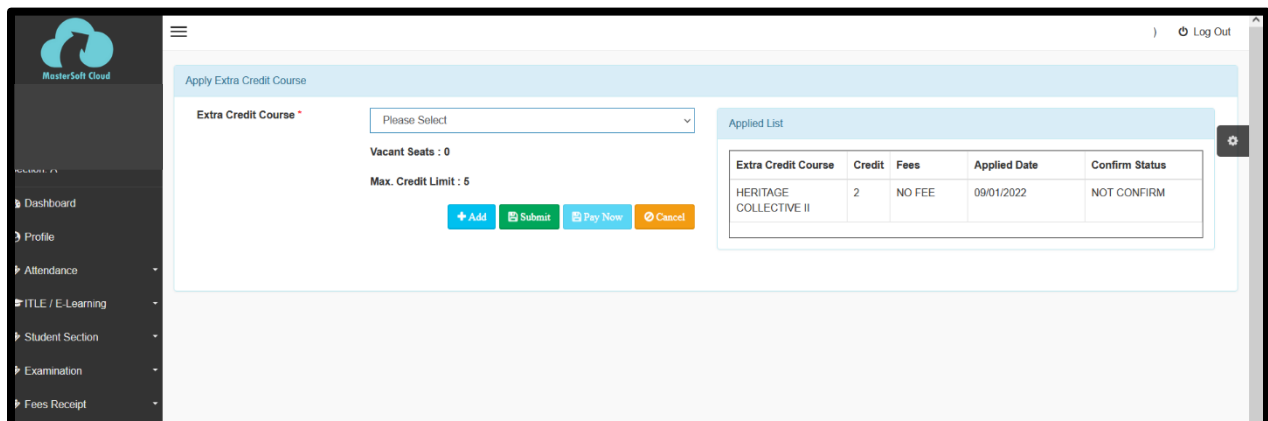 MasterSoft Cloud
) Log Out
Apply Extra Credit Course
Extra Credit Course *
Please Select
Vacant Seats : 0
Max. Credit Limit : 5
Add Submit Pay Now Cancel
Applied List
Extra Credit Course Credit Fees Applied Date Confirm Status
HERITAGE 2 NO FEE 09/01/2022 NOT CONFIRM
COLLECTIVE II
Dashboard
Profile
Attendance
ITLE / E-Learning
Student Section
Examination
Fees Receipt